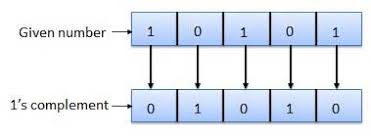 Given number 1 0 1 0 1
1's complement 0 1 0 1 0